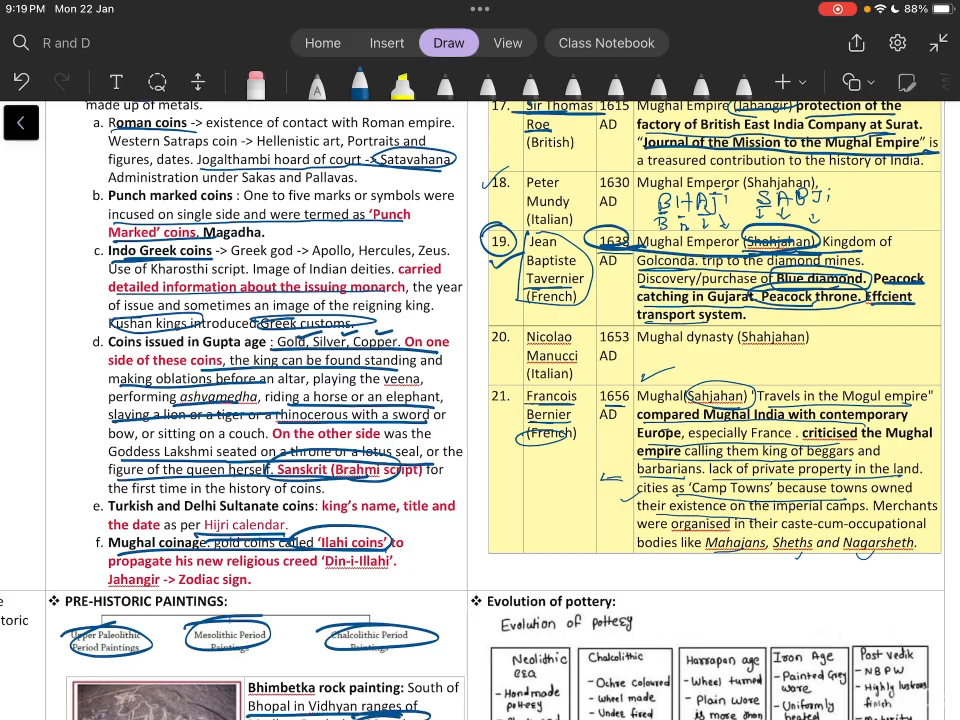 9:19 PM Mon 22 Jan
88%
R and D
Home Insert Draw View Class Notebook
made up of metals.
a. Roman coins -> existence of contact with Roman empire.
Western Satraps coin -> Hellenistic art, Portraits and
figures, dates. Jogalthambi hoard of court -> Satavahana
Administration under Sakas and Pallavas.
b. Punch marked coins : One to five marks or symbols were
incused on single side and were termed as ‘Punch
Marked’ coins. Magadha.
c. Indo Greek coins -> Greek god -> Apollo, Hercules, Zeus.
Use of Kharosthi script. Image of Indian deities. carried
detailed information about the issuing monarch, the year
of issue and sometimes an image of the reigning king.
Kushan kings introduced Greek customs.
d. Coins issued in Gupta age : Gold, Silver, Copper. On one
side of these coins, the king can be found standing and
making oblations before an altar, playing the veena,
performing ashvamedha, riding a horse or an elephant,
slaying a lion or a tiger or a rhinocerous with a sword or
bow, or sitting on a couch. On the other side was the
Goddess Lakshmi seated on a throne or a lotus seal, or the
figure of the queen herself. Sanskrit (Brahmi script) for
the first time in the history of coins.
e. Turkish and Delhi Sultanate coins: king’s name, title and
the date as per Hijri calendar.
f. Mughal coinage: gold coins called ‘Ilahi coins’ to
propagate his new religious creed ‘Din-i-Illahi’.
Jahangir -> Zodiac sign.
17. Sir Thomas Roe (British) 1615 AD Mughal Empire (Jahangir) protection of the
factory of British East India Company at Surat.
“Journal of the Mission to the Mughal Empire” is
a treasured contribution to the history of India.
18. Peter Mundy (Italian) 1630 AD Mughal Emperor (Shahjahan),
BHAJi SABJi
19. Jean Baptiste Tavernier (French) 1638 AD Mughal Emperor (Shahjahan) Kingdom of
Golconda. trip to the diamond mines.
Discovery/purchase of Blue diamond. Peacock
catching in Gujarat. Peacock throne. Effcient
transport system.
20. Nicolao Manucci (Italian) 1653 AD Mughal dynasty (Shahjahan)
21. Francois Bernier (French) 1656 AD Mughal (Sahjahan) "Travels in the Mogul empire"
compared Mughal India with contemporary
Europe, especially France . criticised the Mughal
empire calling them king of beggars and
barbarians. lack of private property in the land.
cities as ‘Camp Towns’ because towns owned
their existence on the imperial camps. Merchants
were organised in their caste-cum-occupational
bodies like Mahajans, Sheths and Nagarsheth.
e
toric
❖ PRE-HISTORIC PAINTINGS:
Upper Paleolithic Period Paintings
Mesolithic Period Paintings
Chalcolithic Period Paintings
Bhimbetka rock painting: South of
Bhopal in Vidhyan ranges of
❖ Evolution of pottery:
Evolution of pottery
Neolithic era
- Handmade pottery
Chalcolithic
- Ochre coloured
- Wheel made
- Under fired
Harrapan age
- Wheel turned
- Plain ware is more than
Iron Age
- Painted Grey ware
- Uniformly heated
Post Vedik
- NBPW
- Highly lustrous finish